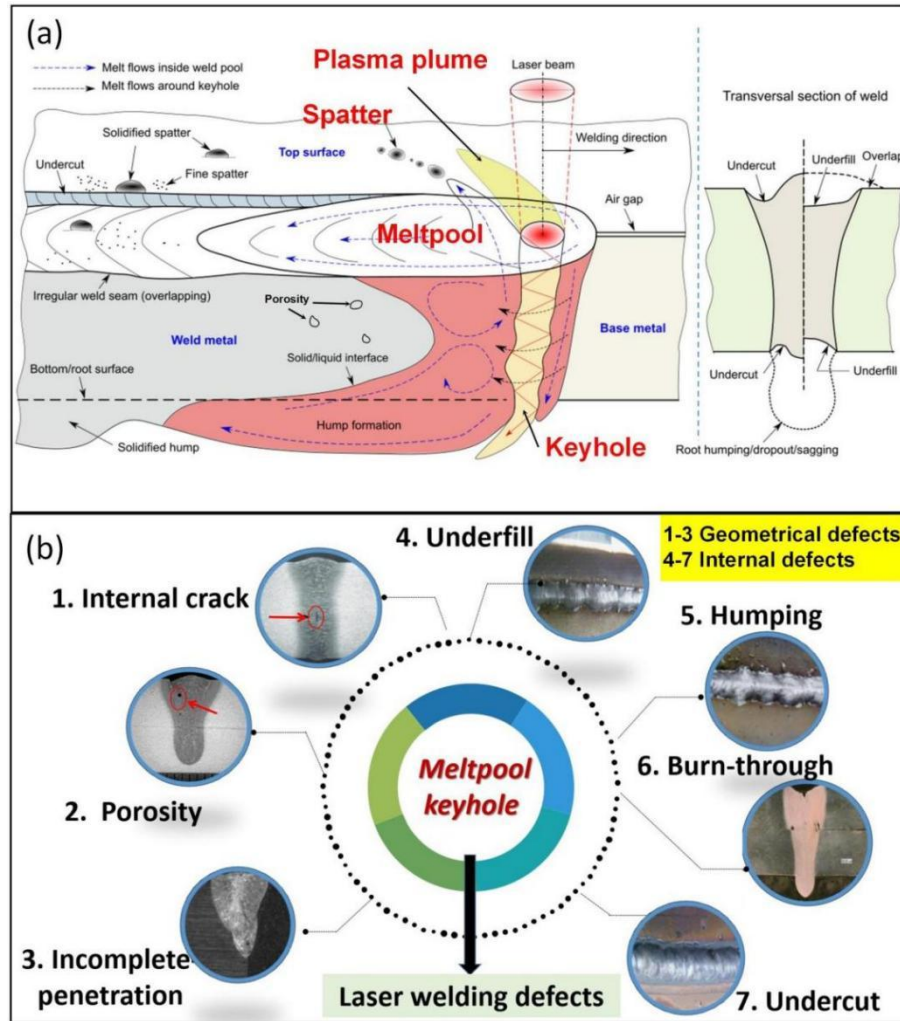 (a)
Melt flows inside weld pool
Melt flows around keyhole
Plasma plume
Laser beam
Spatter
Solidified spatter
Top surface
Welding direction
Undercut
Fine spatter
Air gap
Meltpool
Irregular weld seam (overlapping)
Porosity
Weld metal
Solid/liquid interface
Base metal
Bottom/root surface
Hump formation
Solidified hump
Keyhole
Transversal section of weld
Undercut
Underfill
Overlap
Undercut
Underfill
Root humping/dropout/sagging
(b)
4. Underfill
1-3 Geometrical defects
4-7 Internal defects
1. Internal crack
5. Humping
2. Porosity
6. Burn-through
Meltpool
keyhole
3. Incomplete
penetration
Laser welding defects
7. Undercut